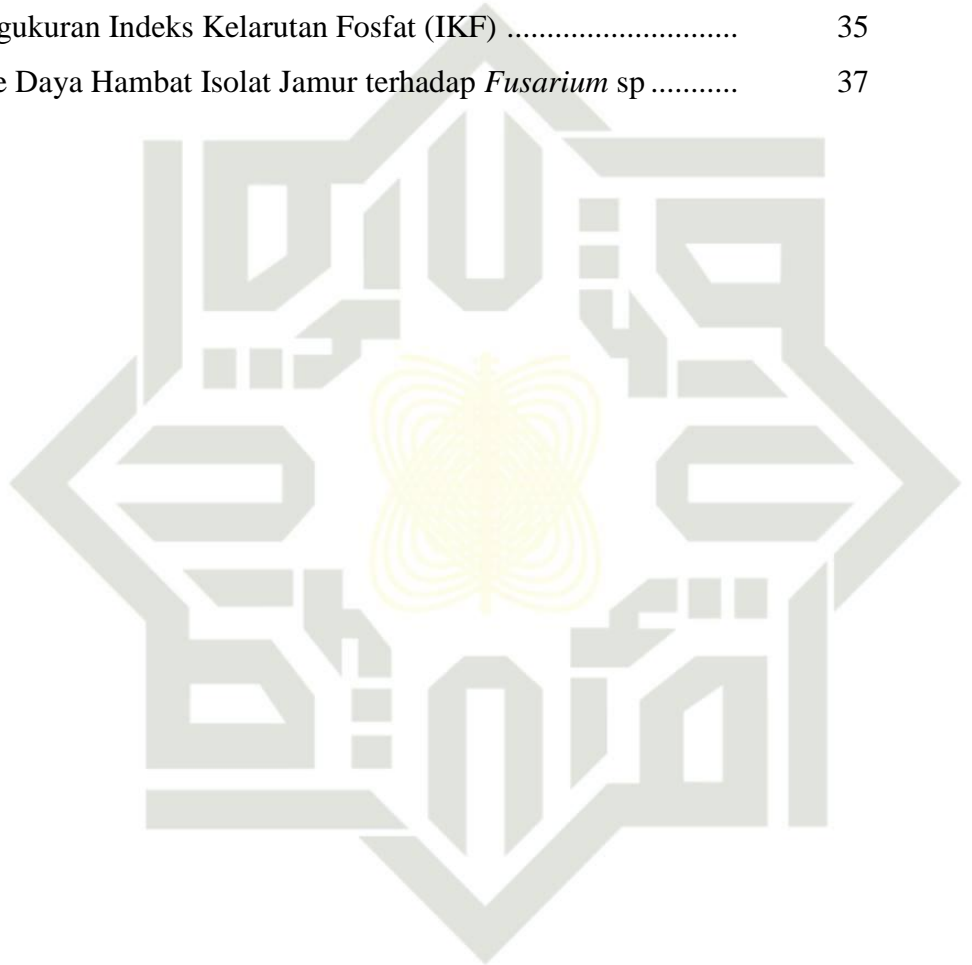 gukuran Indeks Kelarutan Fosfat (IKF) ........................... 35
e Daya Hambat Isolat Jamur terhadap Fusarium sp ........... 37